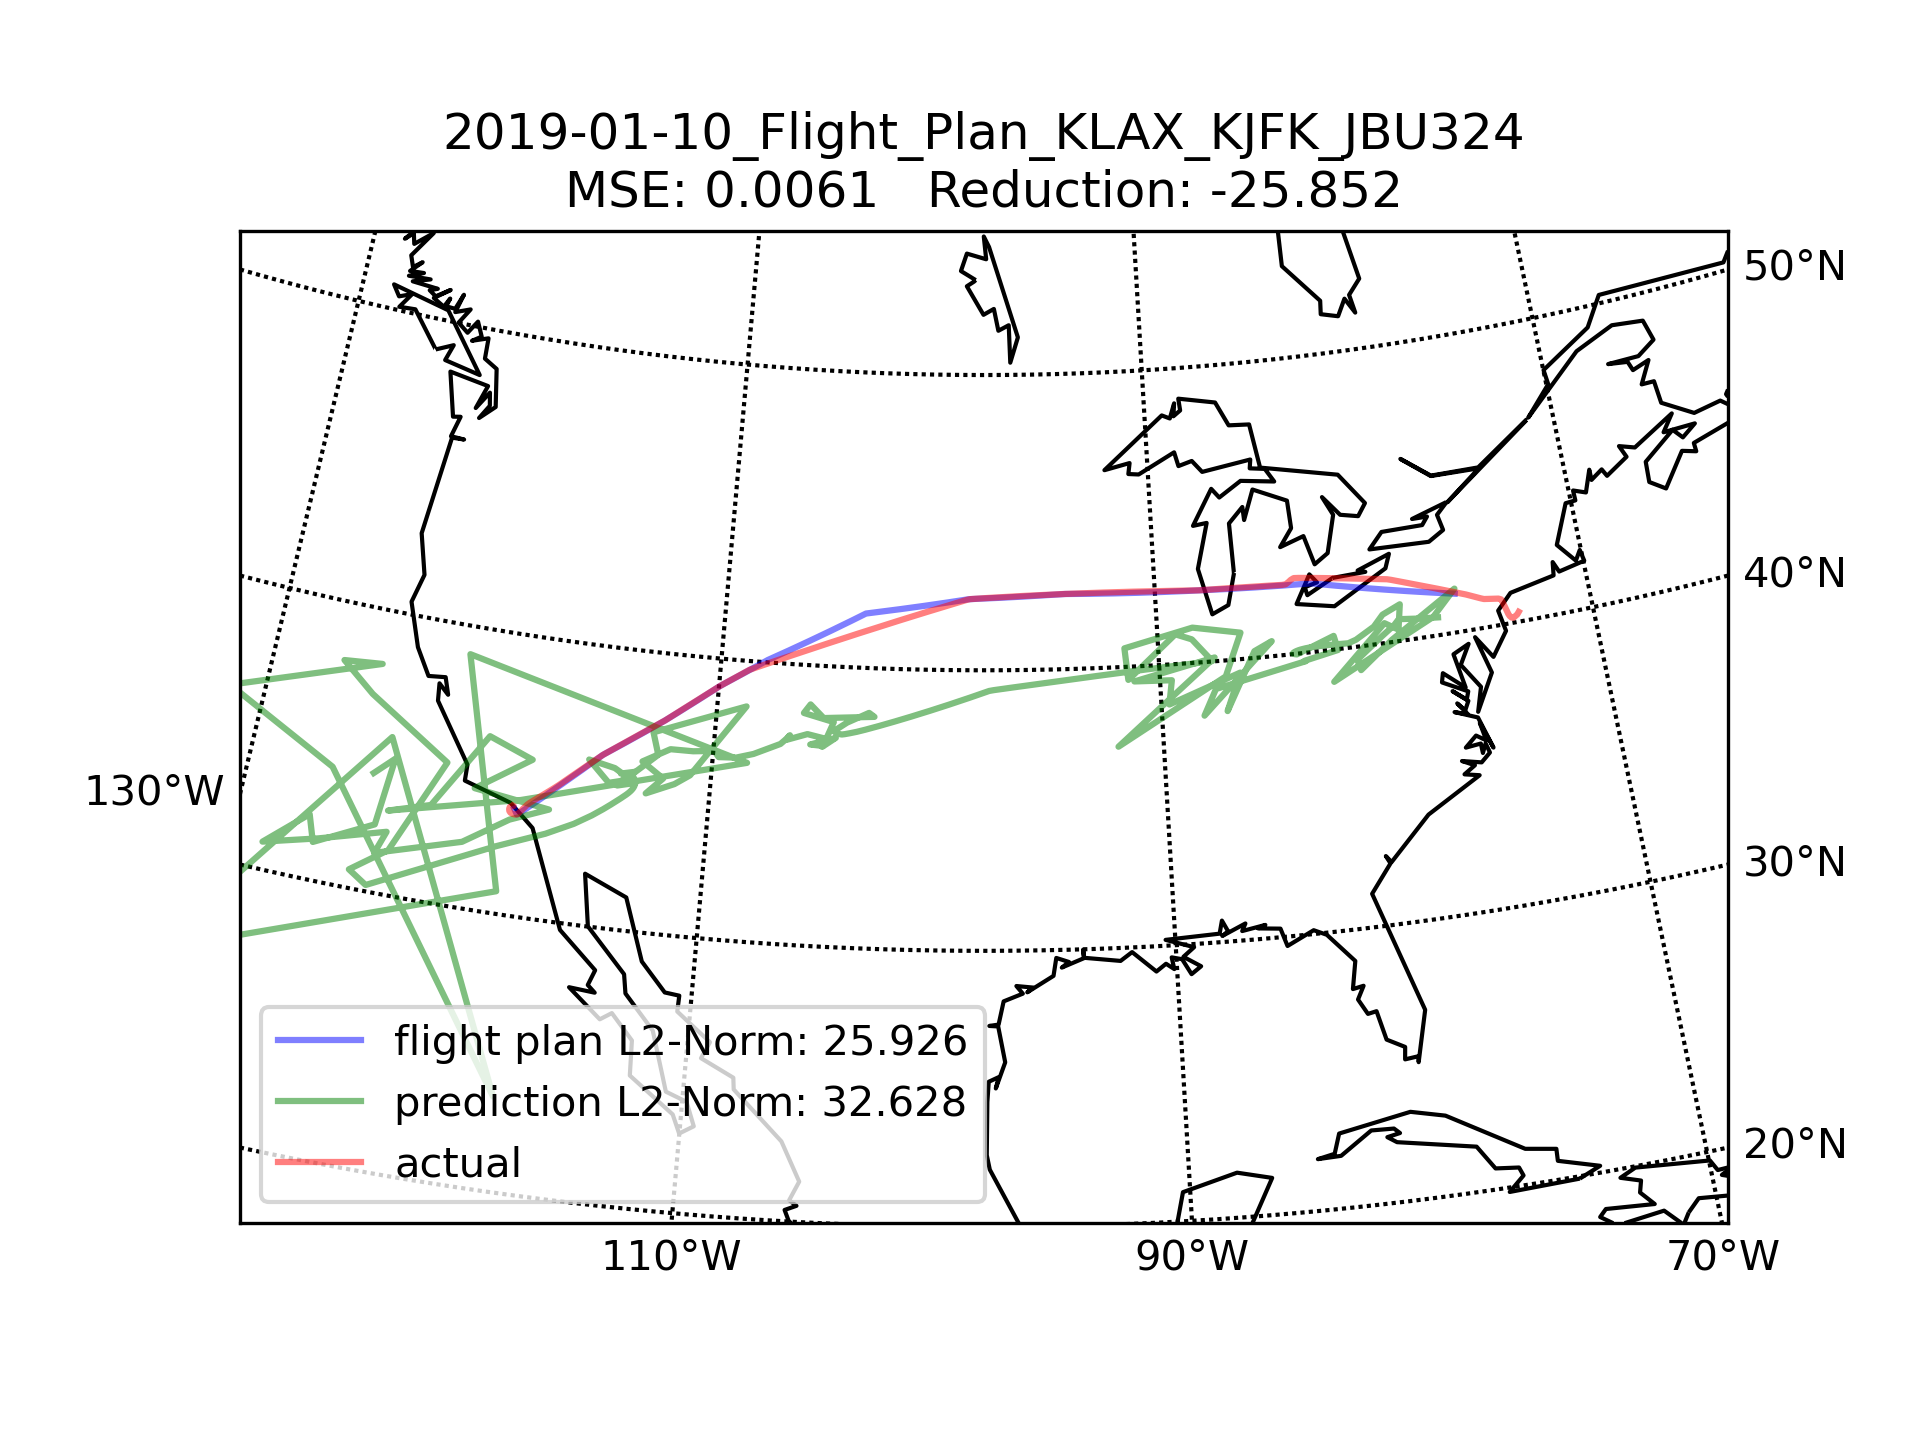 2019-01-10_Flight_Plan_KLAX_KJFK_JBU324
MSE: 0.0061   Reduction: -25.852
50°N
40°N
130°W
30°N
flight plan L2-Norm: 25.926
prediction L2-Norm: 32.628
20°N
actual
110°W 90°W 70°W